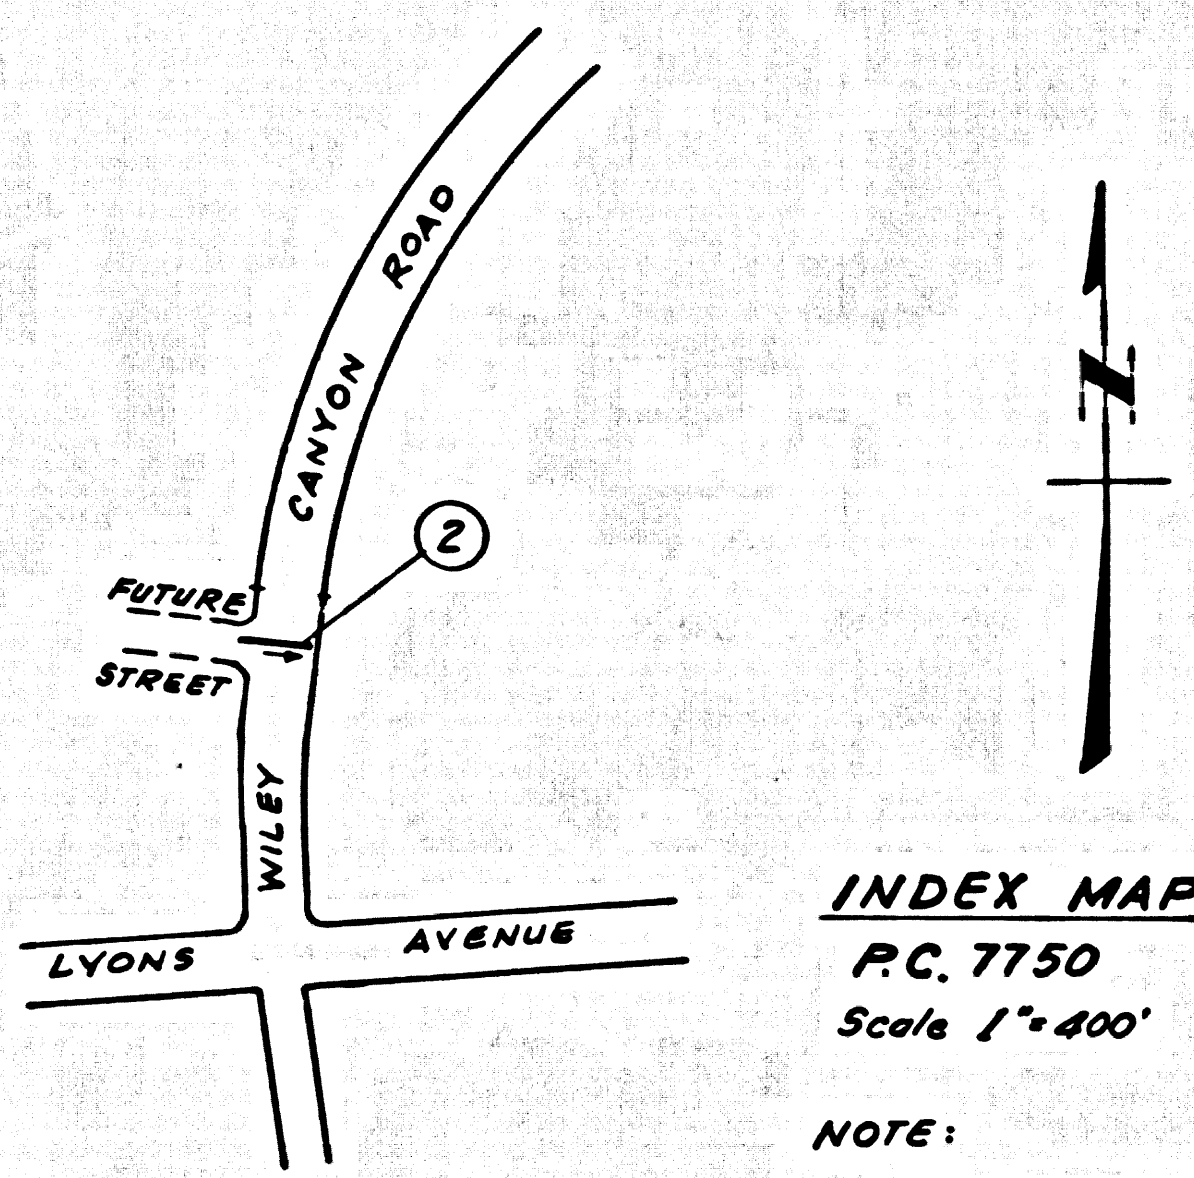 ROAD
CANYON
2
FUTURE
STREET
WILEY
LYONS AVENUE
N
INDEX MAP
P.C. 7750
Scale 1"=400'
NOTE: